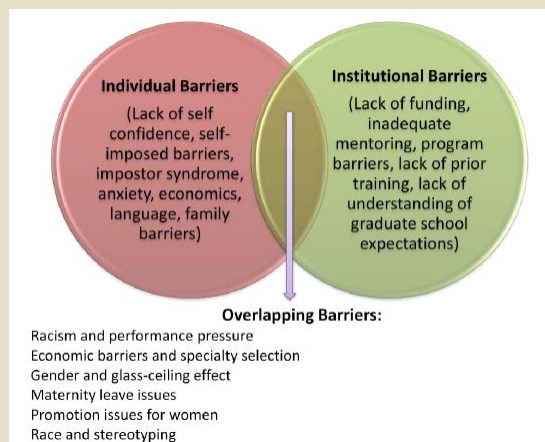 Individual Barriers
(Lack of self
confidence, self-
imposed barriers,
impostor syndrome,
anxiety, economics,
language, family
barriers)
Institutional Barriers
(Lack of funding,
inadequate
mentoring, program
barriers, lack of prior
training, lack of
understanding of
graduate school
expectations)
Overlapping Barriers:
Racism and performance pressure
Economic barriers and specialty selection
Gender and glass-ceiling effect
Maternity leave issues
Promotion issues for women
Race and stereotyping